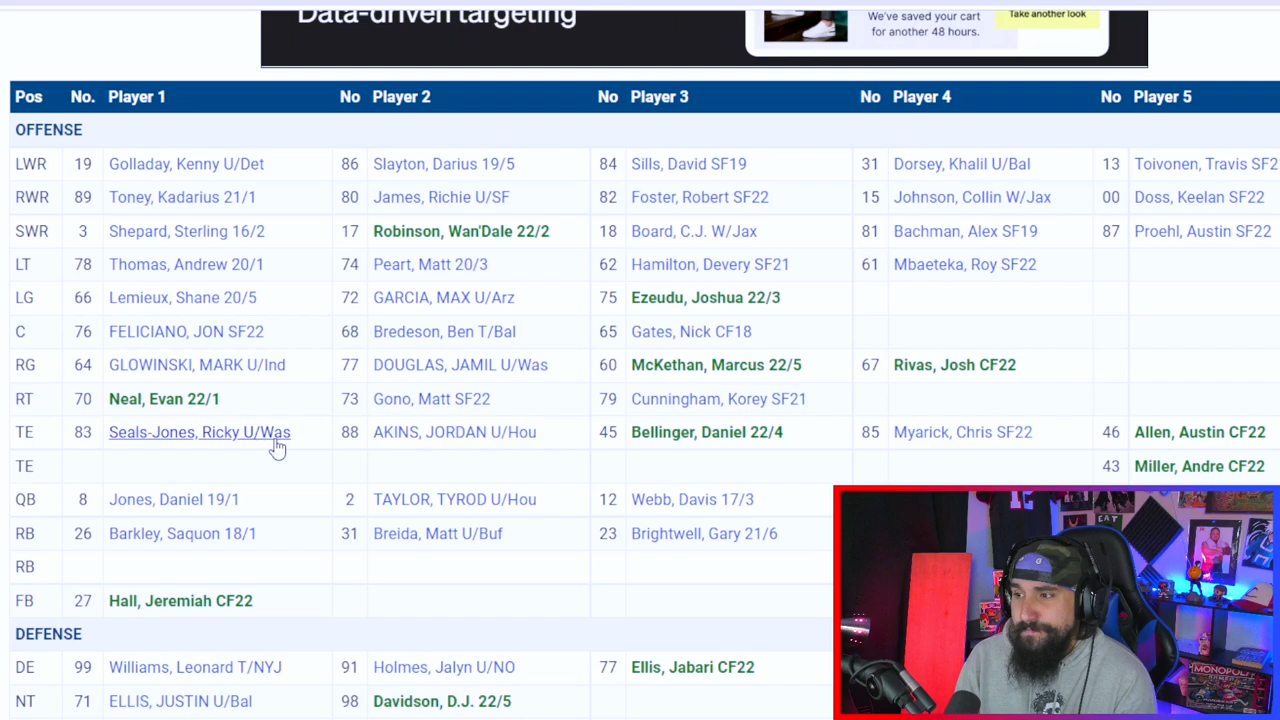 Data-driven targeting
We've saved your cart
for another 48 hours.
Take another look
Pos No. Player 1 No Player 2 No Player 3 No Player 4 No Player 5
OFFENSE
LWR 19 Golladay, Kenny U/Det 86 Slayton, Darius 19/5 84 Sills, David SF19 31 Dorsey, Khalil U/Bal 13 Toivonen, Travis SF2
RWR 89 Toney, Kadarius 21/1 80 James, Richie U/SF 82 Foster, Robert SF22 15 Johnson, Collin W/Jax 00 Doss, Keelan SF22
SWR 3 Shepard, Sterling 16/2 17 Robinson, Wan'Dale 22/2 18 Board, C.J. W/Jax 81 Bachman, Alex SF19 87 Proehl, Austin SF22
LT 78 Thomas, Andrew 20/1 74 Peart, Matt 20/3 62 Hamilton, Devery SF21 61 Mbaeteka, Roy SF22
LG 66 Lemieux, Shane 20/5 72 GARCIA, MAX U/Arz 75 Ezeudu, Joshua 22/3
C 76 FELICIANO, JON SF22 68 Bredeson, Ben T/Bal 65 Gates, Nick CF18
RG 64 GLOWINSKI, MARK U/Ind 77 DOUGLAS, JAMIL U/Was 60 McKethan, Marcus 22/5 67 Rivas, Josh CF22
RT 70 Neal, Evan 22/1 73 Gono, Matt SF22 79 Cunningham, Korey SF21
TE 83 Seals-Jones, Ricky U/Was 88 AKINS, JORDAN U/Hou 45 Bellinger, Daniel 22/4 85 Myarick, Chris SF22 46 Allen, Austin CF22
TE 43 Miller, Andre CF22
QB 8 Jones, Daniel 19/1 2 TAYLOR, TYROD U/Hou 12 Webb, Davis 17/3
RB 26 Barkley, Saquon 18/1 31 Breida, Matt U/Buf 23 Brightwell, Gary 21/6
RB
FB 27 Hall, Jeremiah CF22
DEFENSE
DE 99 Williams, Leonard T/NYJ 91 Holmes, Jalyn U/NO 77 Ellis, Jabari CF22
NT 71 ELLIS, JUSTIN U/Bal 98 Davidson, D.J. 22/5
EAT
MONOPOLY